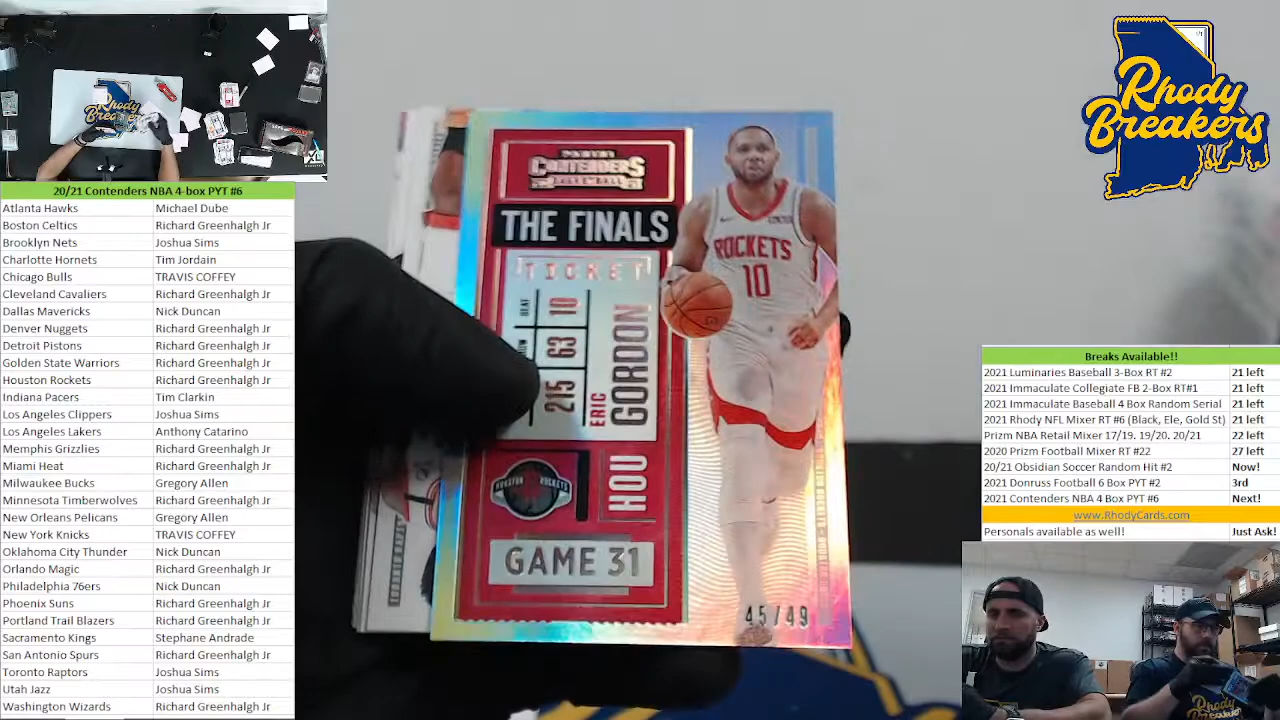 20/21 Contenders NBA 4-box PYT #6
Atlanta Hawks Michael Dube
Boston Celtics Richard Greenhalgh Jr
Brooklyn Nets Joshua Sims
Charlotte Hornets Tim Jordain
Chicago Bulls TRAVIS COFFEY
Cleveland Cavaliers Richard Greenhalgh Jr
Dallas Mavericks Nick Duncan
Denver Nuggets Richard Greenhalgh Jr
Detroit Pistons Richard Greenhalgh Jr
Golden State Warriors Richard Greenhalgh Jr
Houston Rockets Richard Greenhalgh Jr
Indiana Pacers Tim Clarkin
Los Angeles Clippers Joshua Sims
Los Angeles Lakers Anthony Catarino
Memphis Grizzlies Richard Greenhalgh Jr
Miami Heat Richard Greenhalgh Jr
Milwaukee Bucks Gregory Allen
Minnesota Timberwolves Richard Greenhalgh Jr
New Orleans Pelicans Gregory Allen
New York Knicks TRAVIS COFFEY
Oklahoma City Thunder Nick Duncan
Orlando Magic Richard Greenhalgh Jr
Philadelphia 76ers Nick Duncan
Phoenix Suns Richard Greenhalgh Jr
Portland Trail Blazers Richard Greenhalgh Jr
Sacramento Kings Stephane Andrade
San Antonio Spurs Richard Greenhalgh Jr
Toronto Raptors Joshua Sims
Utah Jazz Joshua Sims
Washington Wizards Richard Greenhalgh Jr
PANINI
CONTENDERS
BASKETBALL
THE FINALS
TICKET
SEAT
10
63
215
ERIC
GORDON
HOU
GAME 31
ROCKETS
10
45/49
Rhody
Breakers
Breaks Available!!
2021 Luminaries Baseball 3-Box RT #2 21 left
2021 Immaculate Collegiate FB 2-Box RT#1 21 left
2021 Immaculate Baseball 4 Box Random Serial 21 left
2021 Rhody NFL Mixer RT #6 (Black, Ele, Gold St) 21 left
Prizm NBA Retail Mixer 17/19. 19/20. 20/21 22 left
2020 Prizm Football Mixer RT #22 27 left
20/21 Obsidian Soccer Random Hit #2 Now!
2021 Donruss Football 6 Box PYT #2 3rd
2021 Contenders NBA 4 Box PYT #6 Next!
www.RhodyCards.com
Personals available as well! Just Ask!
Rhody
Breakers